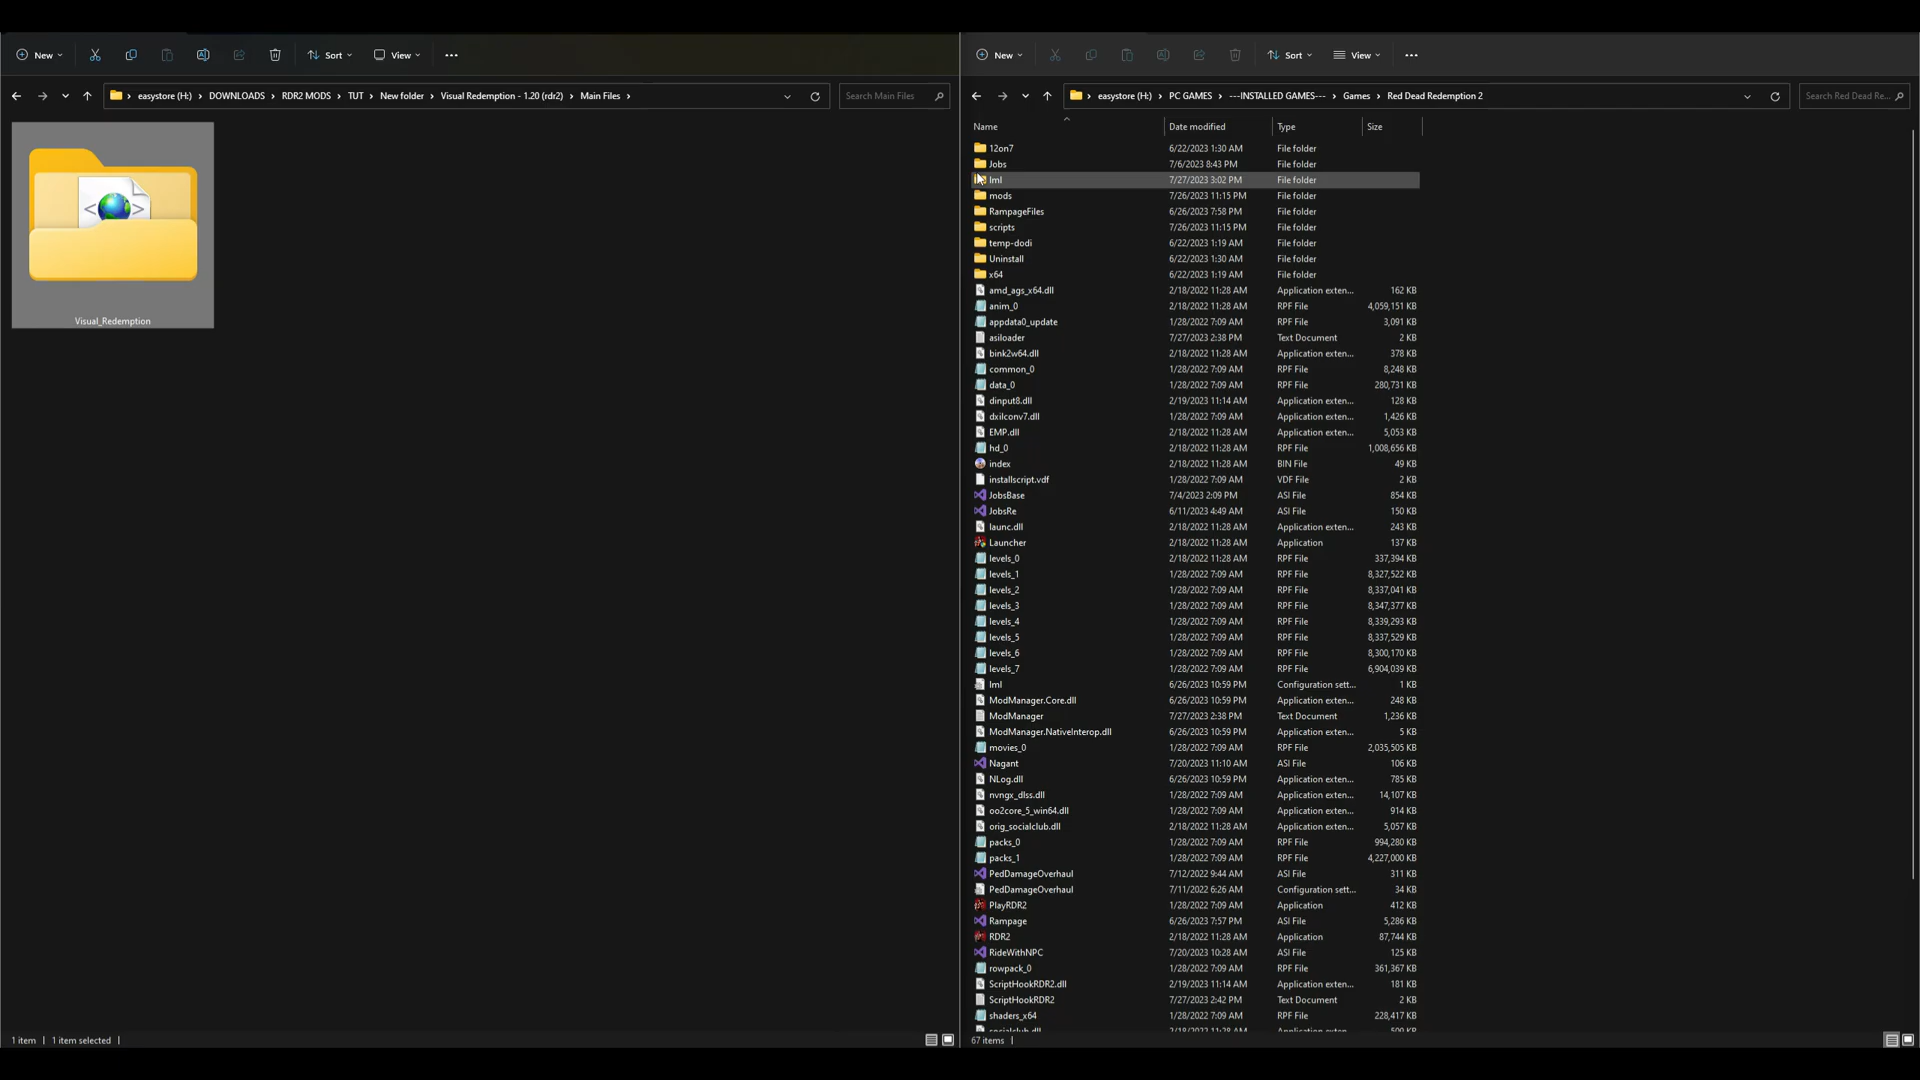 New Sort View ...
easystore (H:) > DOWNLOADS > RDR2 MODS > TUT > New folder > Visual Redemption - 1.20 (rdr2) > Main Files > Search Main Files
Visual_Redemption
1 item 1 item selected
New Sort View ...
easystore (H:) > PC GAMES > ---INSTALLED GAMES--- > Games > Red Dead Redemption 2 Search Red Dead Re...
Name Date modified Type Size
12on7 6/22/2023 1:30 AM File folder
Jobs 7/6/2023 8:43 PM File folder
lml 7/27/2023 3:02 PM File folder
mods 7/26/2023 11:15 PM File folder
RampageFiles 6/26/2023 7:58 PM File folder
scripts 7/26/2023 11:15 PM File folder
temp-dodi 6/22/2023 1:19 AM File folder
Uninstall 6/22/2023 1:30 AM File folder
x64 6/22/2023 1:19 AM File folder
amd_ags_x64.dll 2/18/2022 11:28 AM Application exten... 162 KB
anim_0 2/18/2022 11:28 AM RPF File 4,059,151 KB
appdata0_update 1/28/2022 7:09 AM RPF File 3,091 KB
asiloader 7/27/2023 2:38 PM Text Document 2 KB
bink2w64.dll 2/18/2022 11:28 AM Application exten... 378 KB
common_0 1/28/2022 7:09 AM RPF File 8,248 KB
data_0 1/28/2022 7:09 AM RPF File 280,731 KB
dinput8.dll 2/19/2023 11:14 AM Application exten... 128 KB
dxilconv7.dll 1/28/2022 7:09 AM Application exten... 1,426 KB
EMP.dll 2/18/2022 11:28 AM Application exten... 5,053 KB
hd_0 2/18/2022 11:28 AM RPF File 1,008,656 KB
index 2/18/2022 11:28 AM BIN File 49 KB
installscript.vdf 1/28/2022 7:09 AM VDF File 2 KB
JobsBase 7/4/2023 2:09 PM ASI File 854 KB
JobsRe 6/11/2023 4:49 AM ASI File 150 KB
launc.dll 2/18/2022 11:28 AM Application exten... 243 KB
Launcher 2/18/2022 11:28 AM Application 137 KB
levels_0 2/18/2022 11:28 AM RPF File 337,394 KB
levels_1 1/28/2022 7:09 AM RPF File 8,327,522 KB
levels_2 1/28/2022 7:09 AM RPF File 8,337,041 KB
levels_3 1/28/2022 7:09 AM RPF File 8,347,377 KB
levels_4 1/28/2022 7:09 AM RPF File 8,339,293 KB
levels_5 1/28/2022 7:09 AM RPF File 8,337,529 KB
levels_6 1/28/2022 7:09 AM RPF File 8,300,170 KB
levels_7 1/28/2022 7:09 AM RPF File 6,904,039 KB
lml 6/26/2023 10:59 PM Configuration sett... 1 KB
ModManager.Core.dll 6/26/2023 10:59 PM Application exten... 248 KB
ModManager 7/27/2023 2:38 PM Text Document 1,236 KB
ModManager.NativeInterop.dll 6/26/2023 10:59 PM Application exten... 5 KB
movies_0 1/28/2022 7:09 AM RPF File 2,035,505 KB
Nagant 7/20/2023 11:10 AM ASI File 106 KB
NLog.dll 6/26/2023 10:59 PM Application exten... 785 KB
nvngx_dlss.dll 1/28/2022 7:09 AM Application exten... 14,107 KB
oo2core_5_win64.dll 1/28/2022 7:09 AM Application exten... 914 KB
orig_socialclub.dll 2/18/2022 11:28 AM Application exten... 5,057 KB
packs_0 1/28/2022 7:09 AM RPF File 994,280 KB
packs_1 1/28/2022 7:09 AM RPF File 4,227,000 KB
PedDamageOverhaul 7/12/2022 9:44 AM ASI File 311 KB
PedDamageOverhaul 7/11/2022 6:26 AM Configuration sett... 34 KB
PlayRDR2 1/28/2022 7:09 AM Application 412 KB
Rampage 6/26/2023 7:57 PM ASI File 5,286 KB
RDR2 2/18/2022 11:28 AM Application 87,744 KB
RideWithNPC 7/20/2023 10:28 AM ASI File 125 KB
rowpack_0 1/28/2022 7:09 AM RPF File 361,367 KB
ScriptHookRDR2.dll 2/19/2023 11:14 AM Application exten... 181 KB
ScriptHookRDR2 7/27/2023 2:42 PM Text Document 2 KB
shaders_x64 1/28/2022 7:09 AM RPF File 228,417 KB
67 items